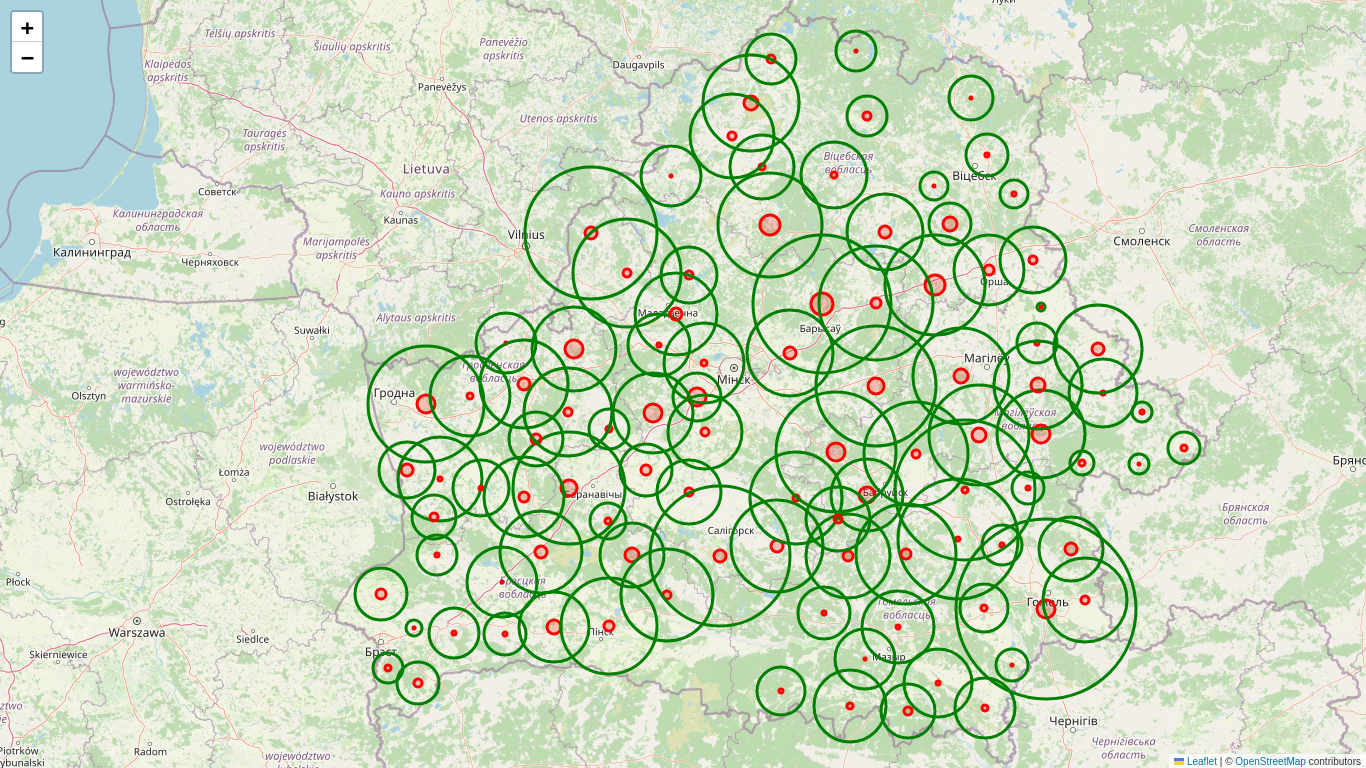 +
−
Луки
Telšių apskritis
Šiaulių apskritis
Panevėžio
apskritis
Klaipėdos
apskritis
Daugavpils
Panevėžys
Utenos apskritis
Tauragės
apskritis
Lietuva
Віцебская
вобласць
Віцебск
Советск
Kauno apskritis
Калининградская
область
Kaunas
Vilnius
Marijampolės
apskritis
Калининград
Черняховск
Смоленск
Смоленская
область
Орша
Alytaus apskritis
Маладзечна
Suwałki
Барысаў
Магілёў
Гродзенская
вобласць
Мінск
województwo
warmińsko-
mazurskie
Olsztyn
Гродна
Магілёўская
вобласць
województwo
podlaskie
Łomża
Białystok
Ostrołęka
Баранавічы
Бабруйск
Брянск
Брянская
область
Салігорск
Płock
Брэсцкая
вобласць
Гомельская
вобласць
Гомель
Warszawa
Siedlce
Пінск
Skierniewice
Брэст
Мазыр
Чернігів
Чернігівська
область
Radom
Piotrków
Trybunalski
województwo
lubelskie
Leaflet | © OpenStreetMap contributors